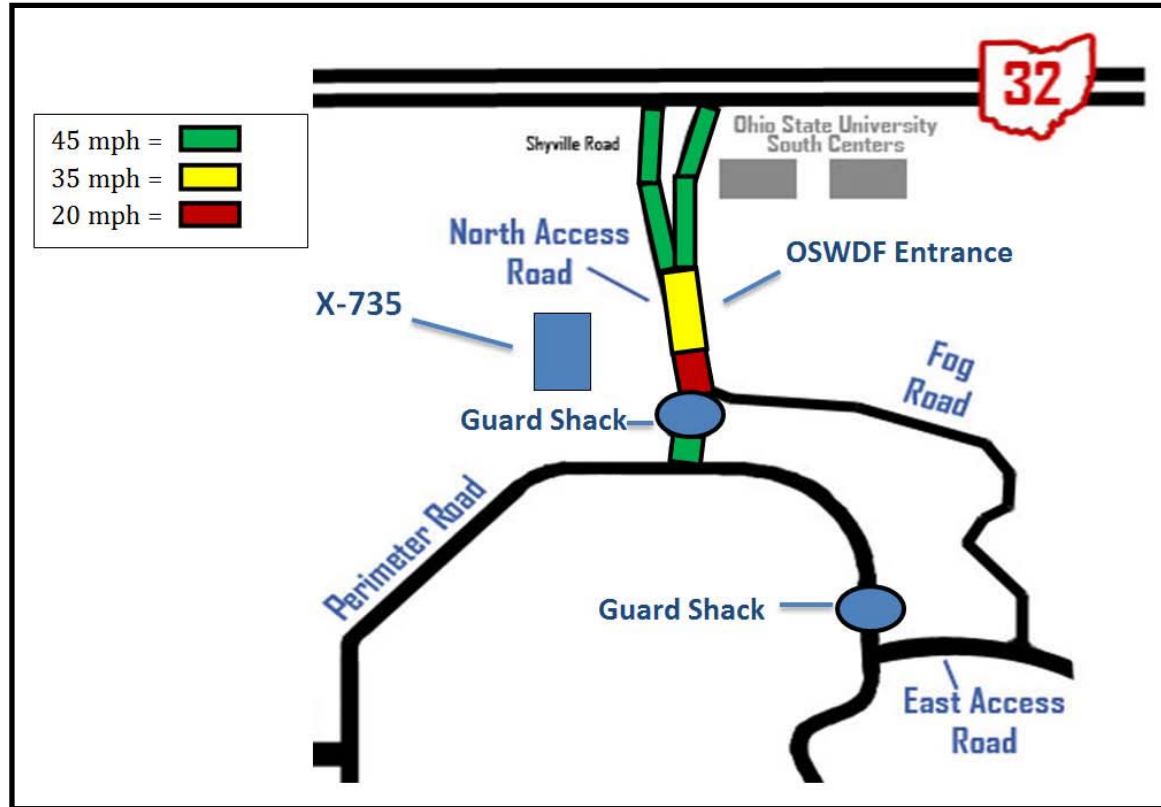 32
45 mph =
35 mph =
20 mph =
Shyville Road
Ohio State University
South Centers
North Access
Road
OSWDF Entrance
X-735
Fog
Road
Guard Shack
Perimeter Road
Guard Shack
East Access
Road